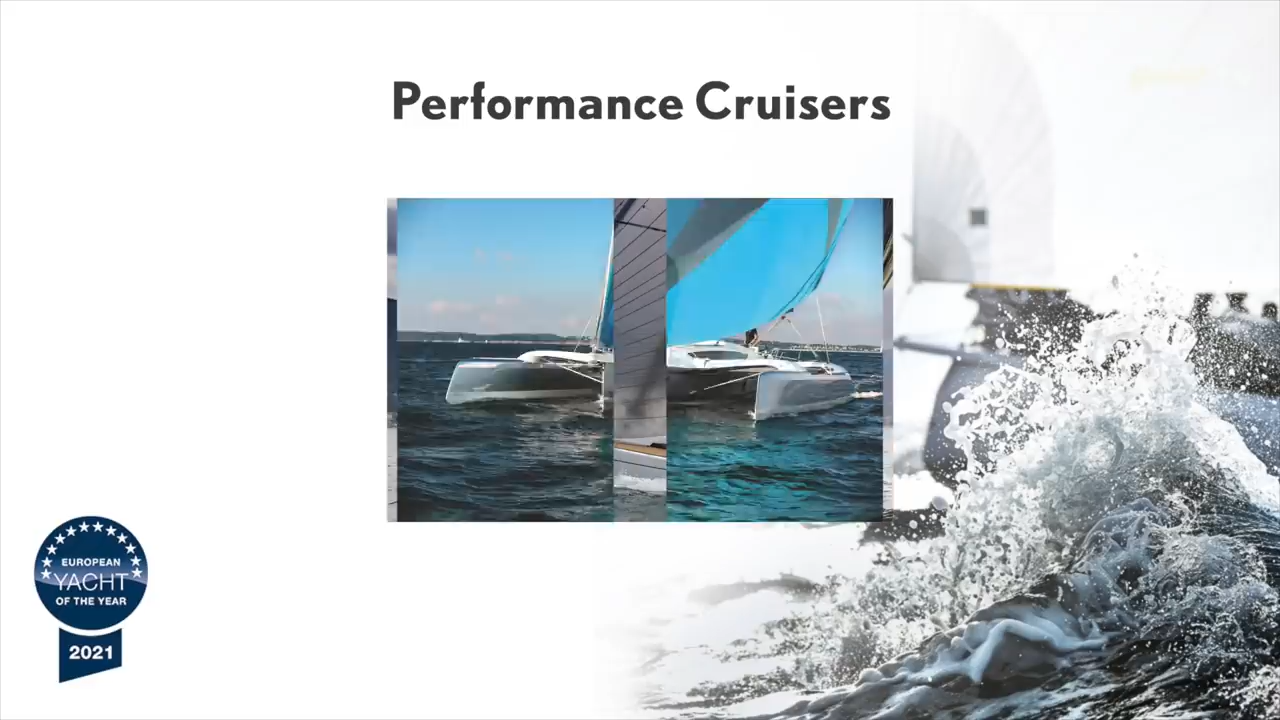 Performance Cruisers
EUROPEAN
YACHT
OF THE YEAR
2021